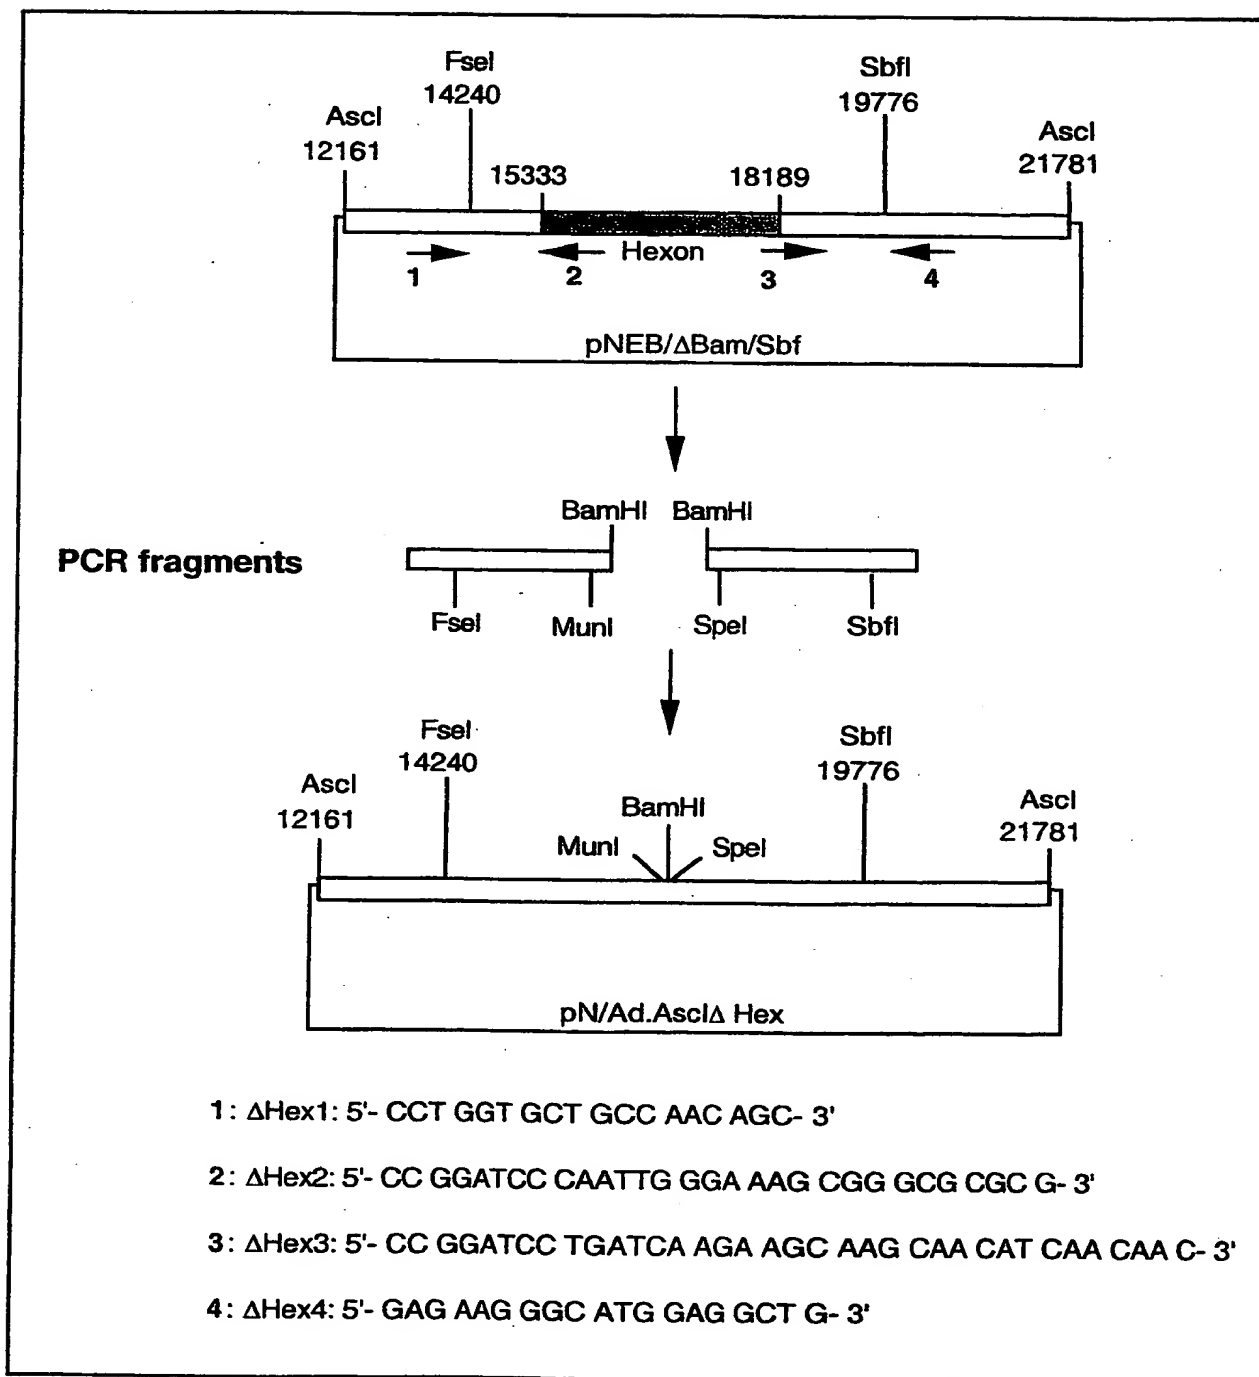 FseI
14240
SbfI
19776
AscI
12161
AscI
21781
15333
18189
Hexon
1
2
3
4
pNEB/ΔBam/Sbf
BamHI BamHI
PCR fragments
FseI
MunI
SpeI
SbfI
FseI
14240
SbfI
19776
AscI
12161
BamHI
AscI
21781
MunI
SpeI
pN/Ad.AscIΔ Hex
1: ΔHex1: 5'- CCT GGT GCT GCC AAC AGC- 3'
2: ΔHex2: 5'- CC GGATCC CAATTG GGA AAG CGG GCG CGC G- 3'
3: ΔHex3: 5'- CC GGATCC TGATCA AGA AGC AAG CAA CAT CAA CAA C- 3'
4: ΔHex4: 5'- GAG AAG GGC ATG GAG GCT G- 3'